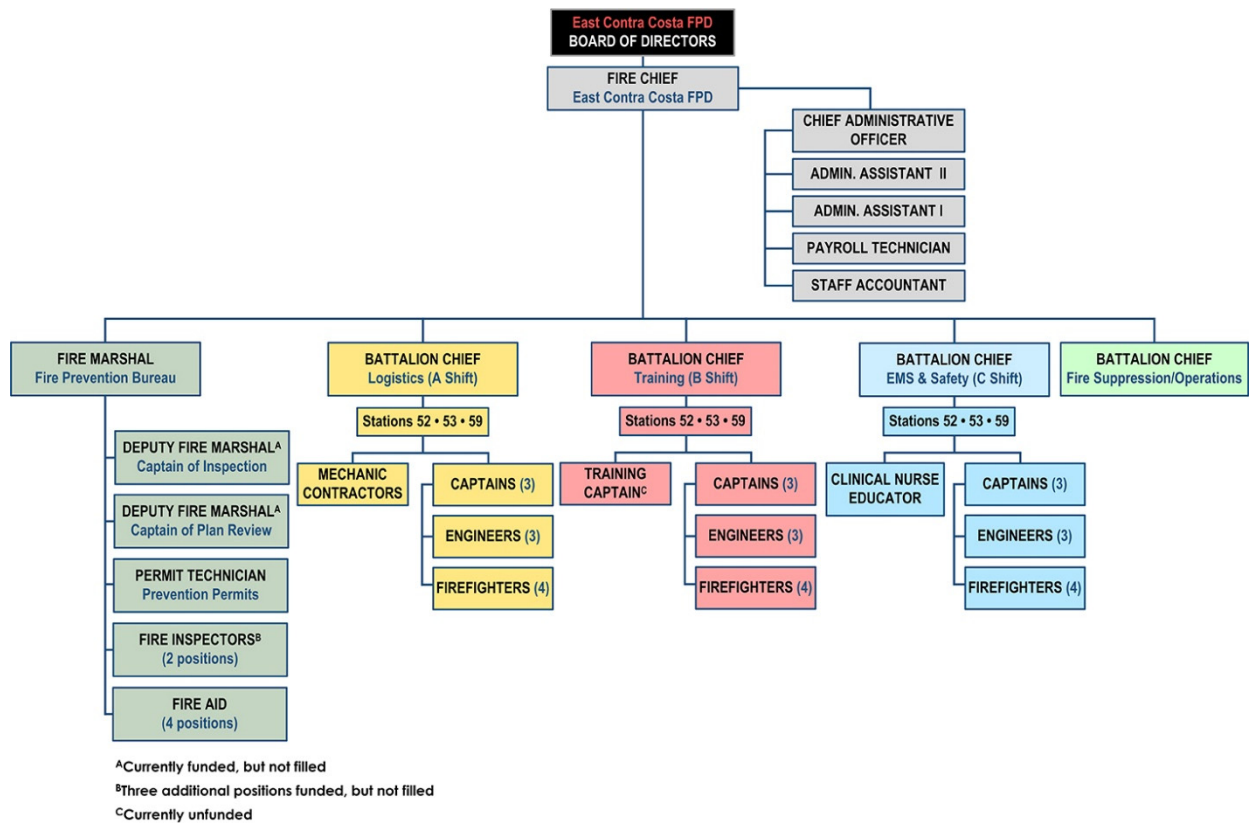 East Contra Costa FPD
BOARD OF DIRECTORS
FIRE CHIEF
East Contra Costa FPD
CHIEF ADMINISTRATIVE
OFFICER
ADMIN. ASSISTANT II
ADMIN. ASSISTANT I
PAYROLL TECHNICIAN
STAFF ACCOUNTANT
FIRE MARSHAL
Fire Prevention Bureau
DEPUTY FIRE MARSHALᴬ
Captain of Inspection
DEPUTY FIRE MARSHALᴬ
Captain of Plan Review
PERMIT TECHNICIAN
Prevention Permits
FIRE INSPECTORSᴮ
(2 positions)
FIRE AID
(4 positions)
BATTALION CHIEF
Logistics (A Shift)
Stations 52 • 53 • 59
MECHANIC
CONTRACTORS
CAPTAINS (3)
ENGINEERS (3)
FIREFIGHTERS (4)
BATTALION CHIEF
Training (B Shift)
Stations 52 • 53 • 59
TRAINING
CAPTAINᶜ
CAPTAINS (3)
ENGINEERS (3)
FIREFIGHTERS (4)
BATTALION CHIEF
EMS & Safety (C Shift)
Stations 52 • 53 • 59
CLINICAL NURSE
EDUCATOR
CAPTAINS (3)
ENGINEERS (3)
FIREFIGHTERS (4)
BATTALION CHIEF
Fire Suppression/Operations
ᴬCurrently funded, but not filled
ᴮThree additional positions funded, but not filled
ᶜCurrently unfunded